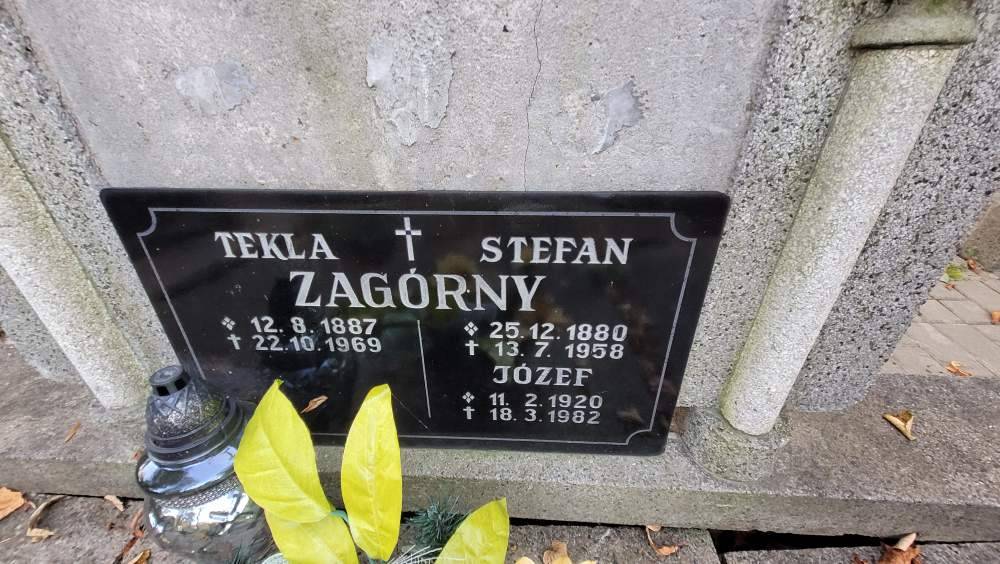 TEKLA STEFAN
ZAGÓRNY
12. 8. 1887
22.10.1969
25.12.1880
13. 7. 1958
JÓZEF
11. 2. 1920
18. 3. 1982